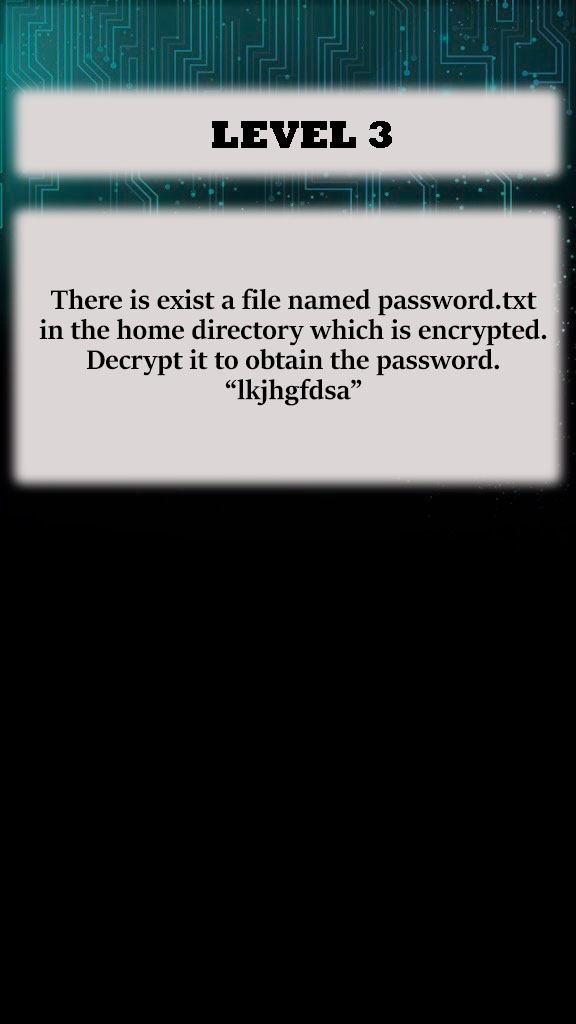 LEVEL 3
There is exist a file named password.txt
in the home directory which is encrypted.
Decrypt it to obtain the password.
“lkjhgfdsa”